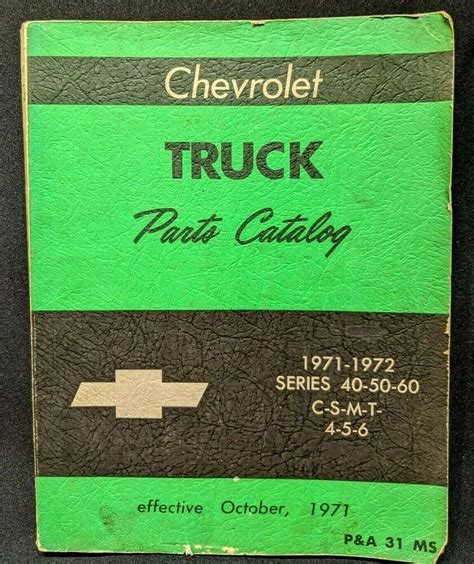 Chevrolet
TRUCK
Parts Catalog
1971-1972
SERIES 40-50-60
C-S-M-T-
4-5-6
effective October, 1971
P&A 31 MS